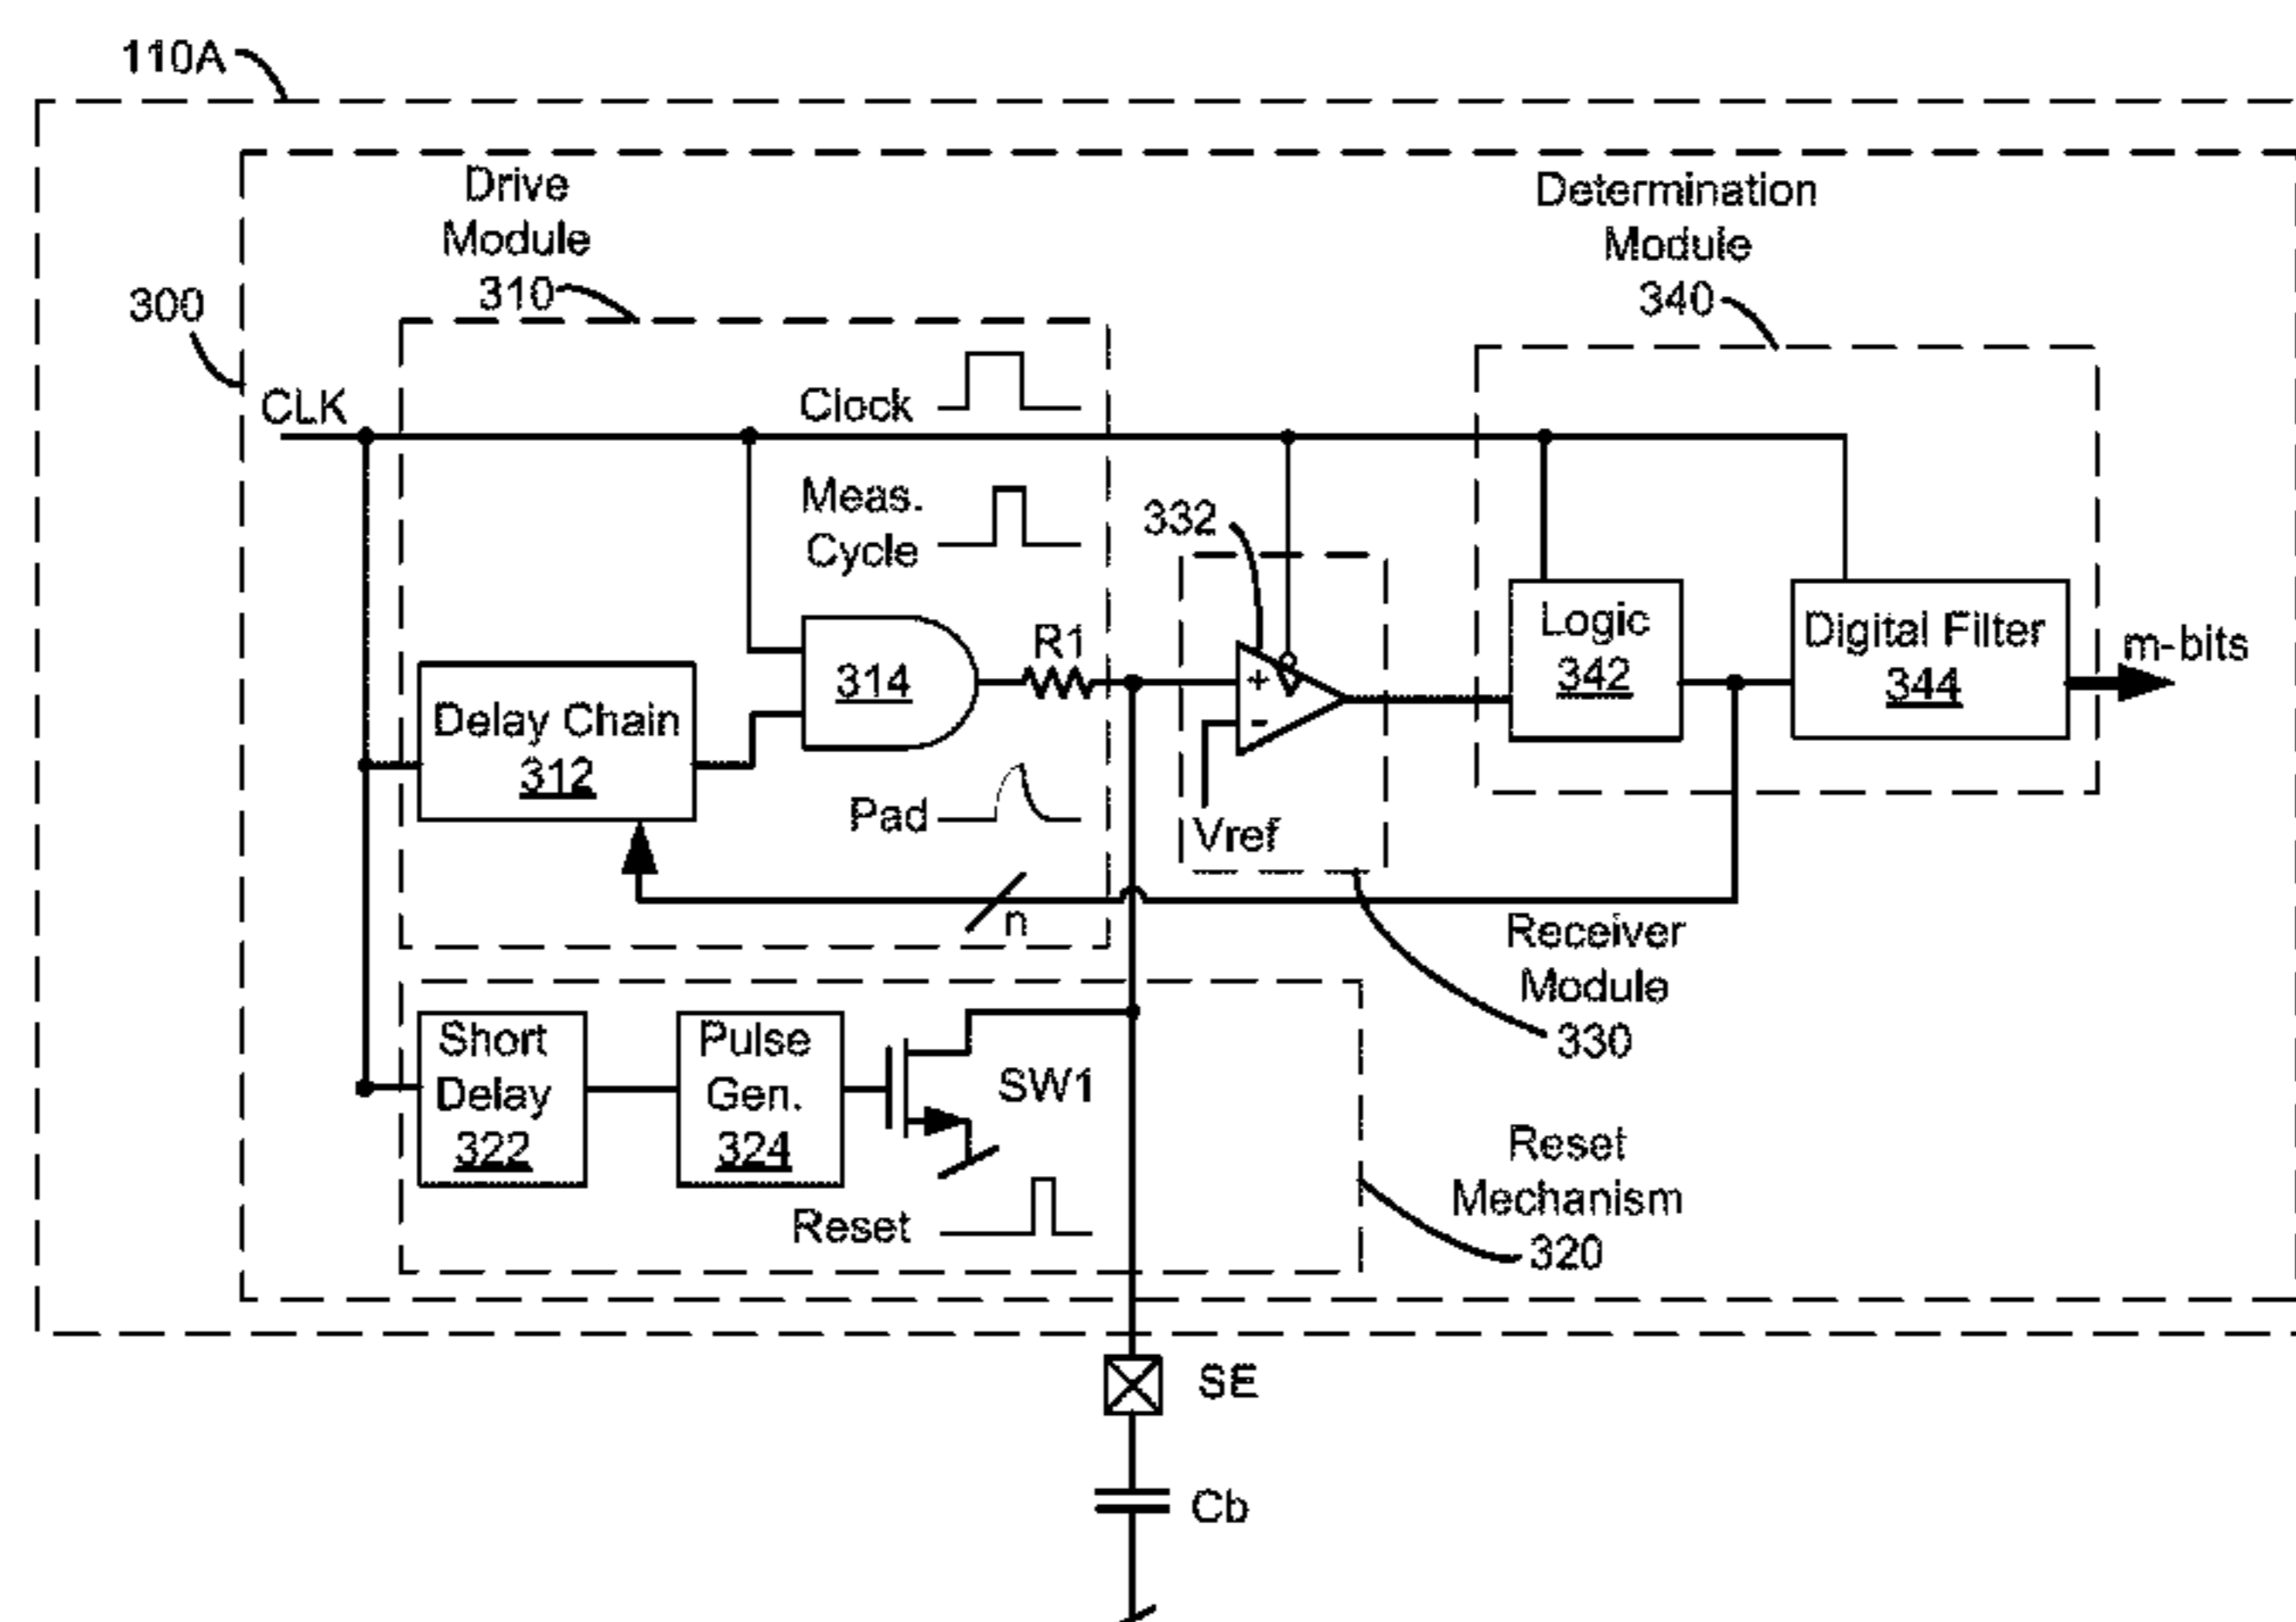 110A
Drive
Module
310
Determination
Module
340
300
CLK
Clock
Meas.
Cycle
332
R1
314
Logic
342
Digital Filter
344
m-bits
Delay Chain
312
+
-
Pad
Vref
n
Receiver
Module
330
Short
Delay
322
Pulse
Gen.
324
SW1
Reset
Reset
Mechanism
320
SE
Cb